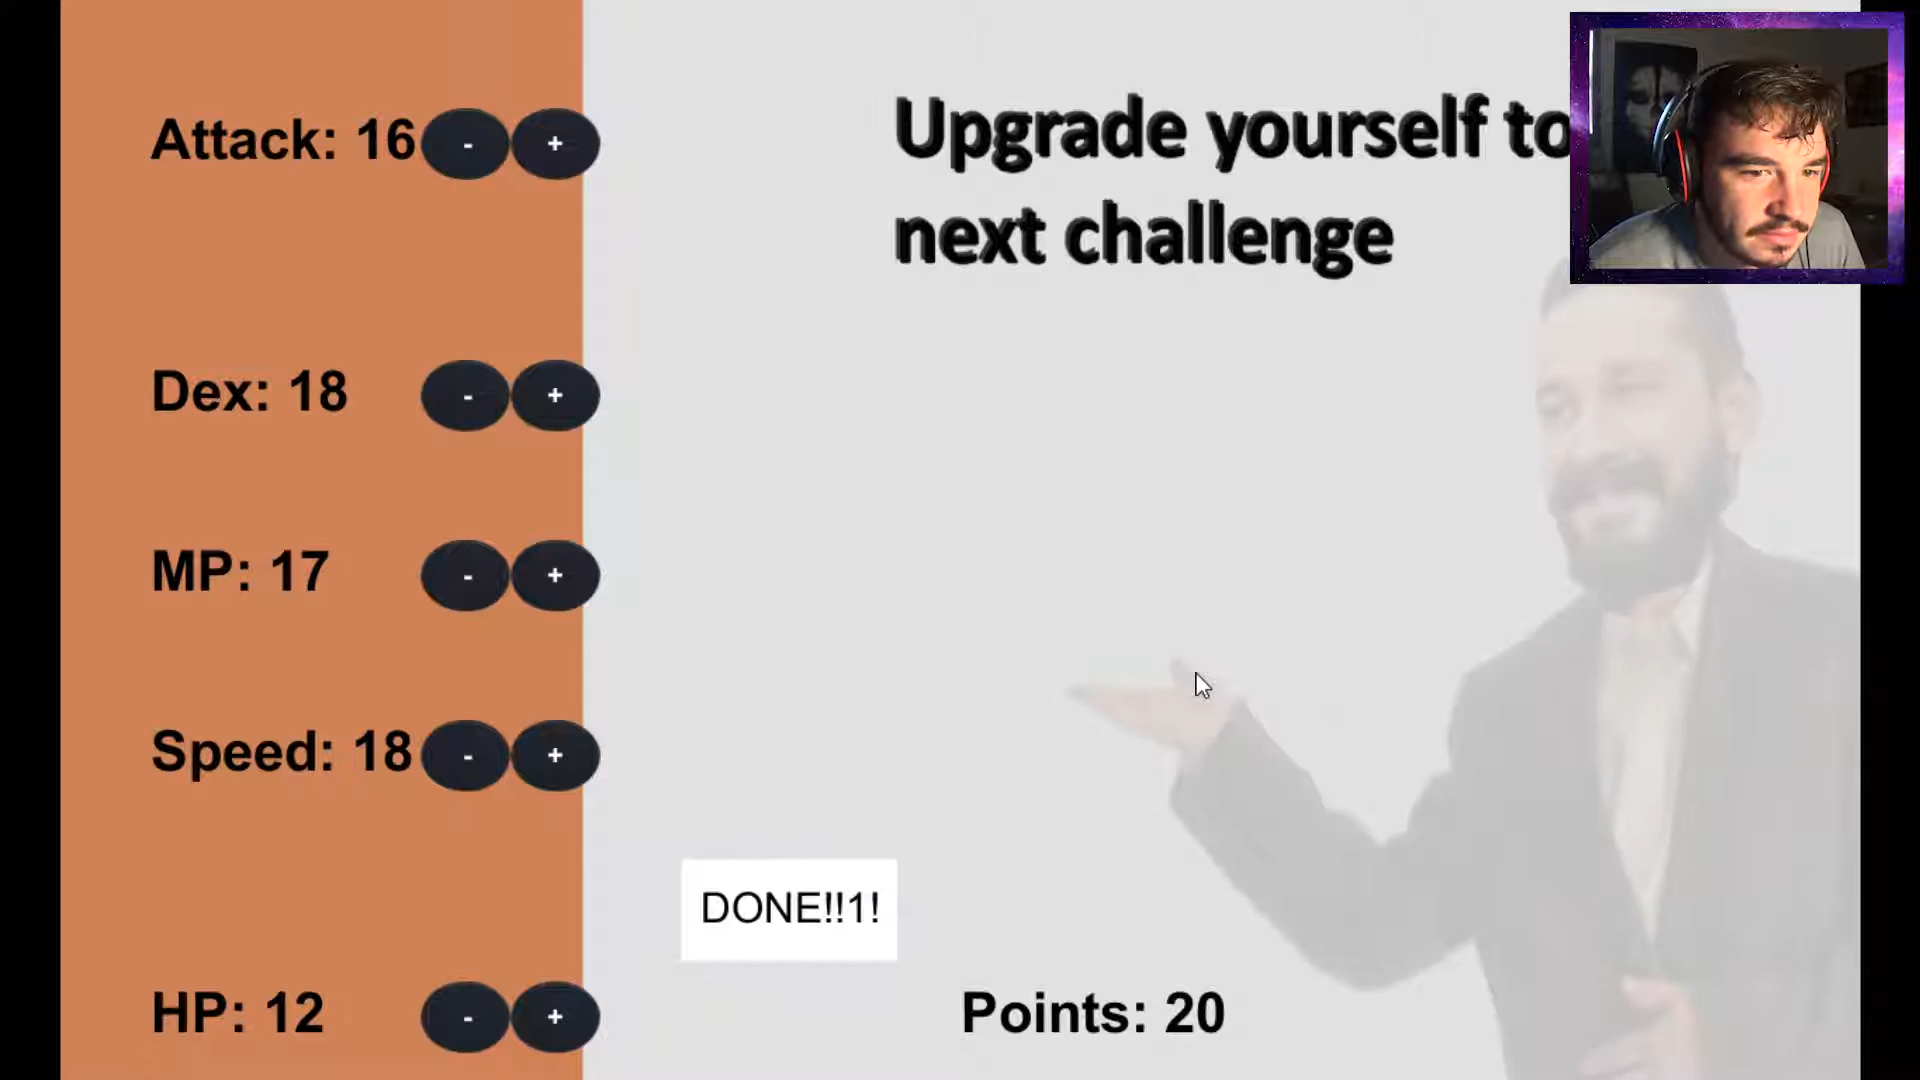 Attack: 16 - +
Upgrade yourself to
next challenge
Dex: 18 - +
MP: 17 - +
Speed: 18 - +
DONE!!1!
HP: 12 - +
Points: 20